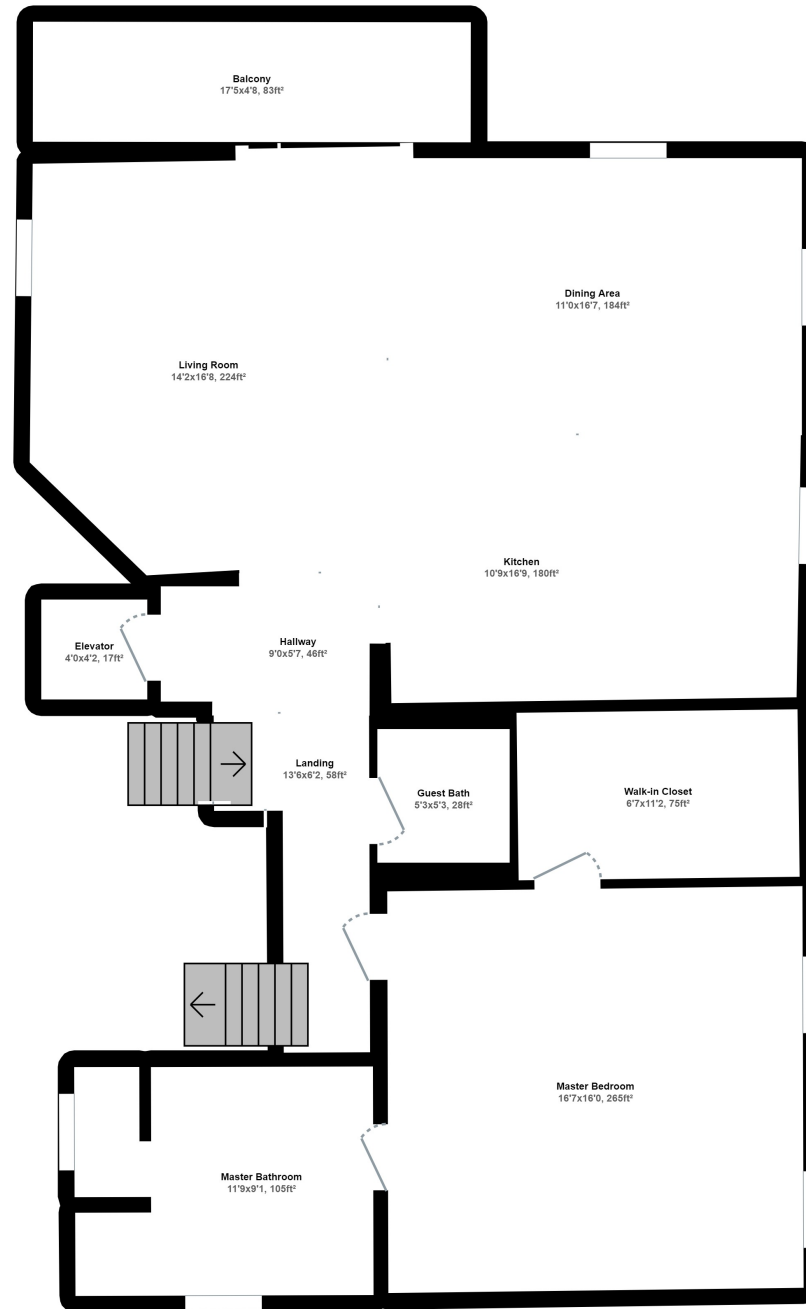 Balcony
17'5x4'8, 83ft²
Dining Area
11'0x16'7, 184ft²
Living Room
14'2x16'8, 224ft²
Kitchen
10'9x16'9, 180ft²
Elevator
4'0x4'2, 17ft²
Hallway
9'0x5'7, 46ft²
Landing
13'6x6'2, 58ft²
Guest Bath
5'3x5'3, 28ft²
Walk-in Closet
6'7x11'2, 75ft²
Master Bedroom
16'7x16'0, 265ft²
Master Bathroom
11'9x9'1, 105ft²